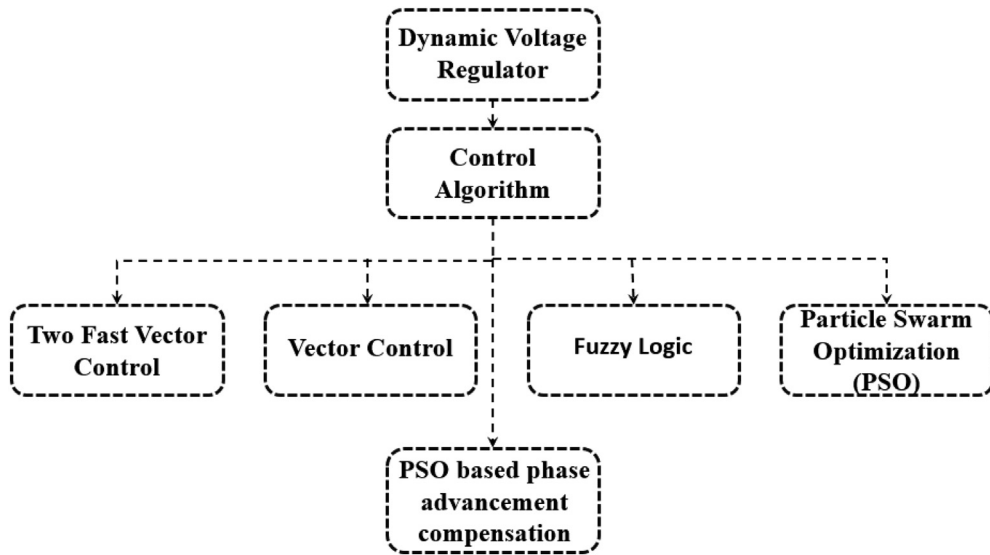 Dynamic Voltage
Regulator
Control
Algorithm
Two Fast Vector
Control
Vector Control
Fuzzy Logic
Particle Swarm
Optimization
(PSO)
PSO based phase
advancement
compensation